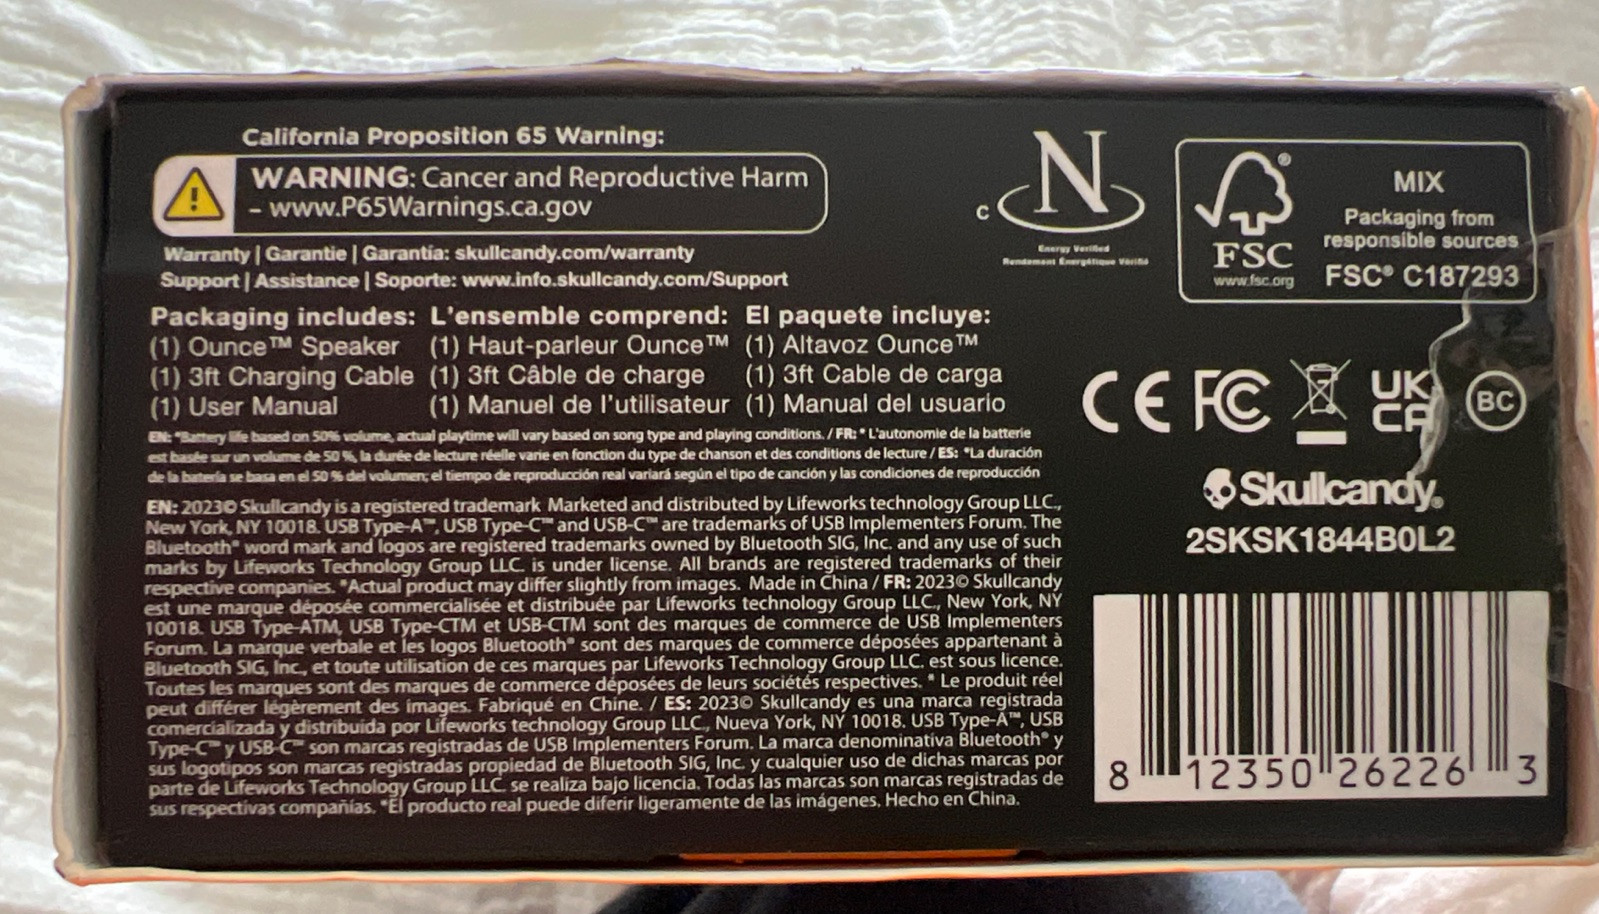 California Proposition 65 Warning:
WARNING: Cancer and Reproductive Harm
- www.P65Warnings.ca.gov
Warranty | Garantie | Garantía: skullcandy.com/warranty
Support | Assistance | Soporte: www.info.skullcandy.com/Support
Packaging includes:
(1) Ounce™ Speaker
(1) 3ft Charging Cable
(1) User Manual
L'ensemble comprend:
(1) Haut-parleur Ounce™
(1) 3ft Câble de charge
(1) Manuel de l'utilisateur
El paquete incluye:
(1) Altavoz Ounce™
(1) 3ft Cable de carga
(1) Manual del usuario
EN: *Battery life based on 50% volume, actual playtime will vary based on song type and playing conditions. / FR: * L'autonomie de la batterie
est basée sur un volume de 50 %, la durée de lecture réelle varie en fonction du type de chanson et des conditions de lecture / ES: *La duración
de la batería se basa en el 50 % del volumen; el tiempo de reproducción real variará según el tipo de canción y las condiciones de reproducción
EN: 2023© Skullcandy is a registered trademark Marketed and distributed by Lifeworks technology Group LLC.,
New York, NY 10018. USB Type-A™, USB Type-C™ and USB-C™ are trademarks of USB Implementers Forum. The
Bluetooth® word mark and logos are registered trademarks owned by Bluetooth SIG, Inc. and any use of such
marks by Lifeworks Technology Group LLC. is under license. All brands are registered trademarks of their
respective companies. *Actual product may differ slightly from images. Made in China / FR: 2023© Skullcandy
est une marque déposée commercialisée et distribuée par Lifeworks technology Group LLC., New York, NY
10018. USB Type-ATM, USB Type-CTM et USB-CTM sont des marques de commerce de USB Implementers
Forum. La marque verbale et les logos Bluetooth® sont des marques de commerce déposées appartenant à
Bluetooth SIG, Inc., et toute utilisation de ces marques par Lifeworks Technology Group LLC. est sous licence.
Toutes les marques sont des marques de commerce déposées de leurs sociétés respectives. * Le produit réel
peut différer légèrement des images. Fabriqué en Chine. / ES: 2023© Skullcandy es una marca registrada
comercializada y distribuida por Lifeworks technology Group LLC., Nueva York, NY 10018. USB Type-A™, USB
Type-C™ y USB-C™ son marcas registradas de USB Implementers Forum. La marca denominativa Bluetooth® y
sus logotipos son marcas registradas propiedad de Bluetooth SIG, Inc. y cualquier uso de dichas marcas por
parte de Lifeworks Technology Group LLC. se realiza bajo licencia. Todas las marcas son marcas registradas de
sus respectivas compañías. *El producto real puede diferir ligeramente de las imágenes. Hecho en China.
C N
Energy Verified
Rendement Énergétique Vérifié
FSC
www.fsc.org
MIX
Packaging from
responsible sources
FSC® C187293
CE FC UK
CA BC
Skullcandy®
2SKSK1844B0L2
8 12350 26226 3